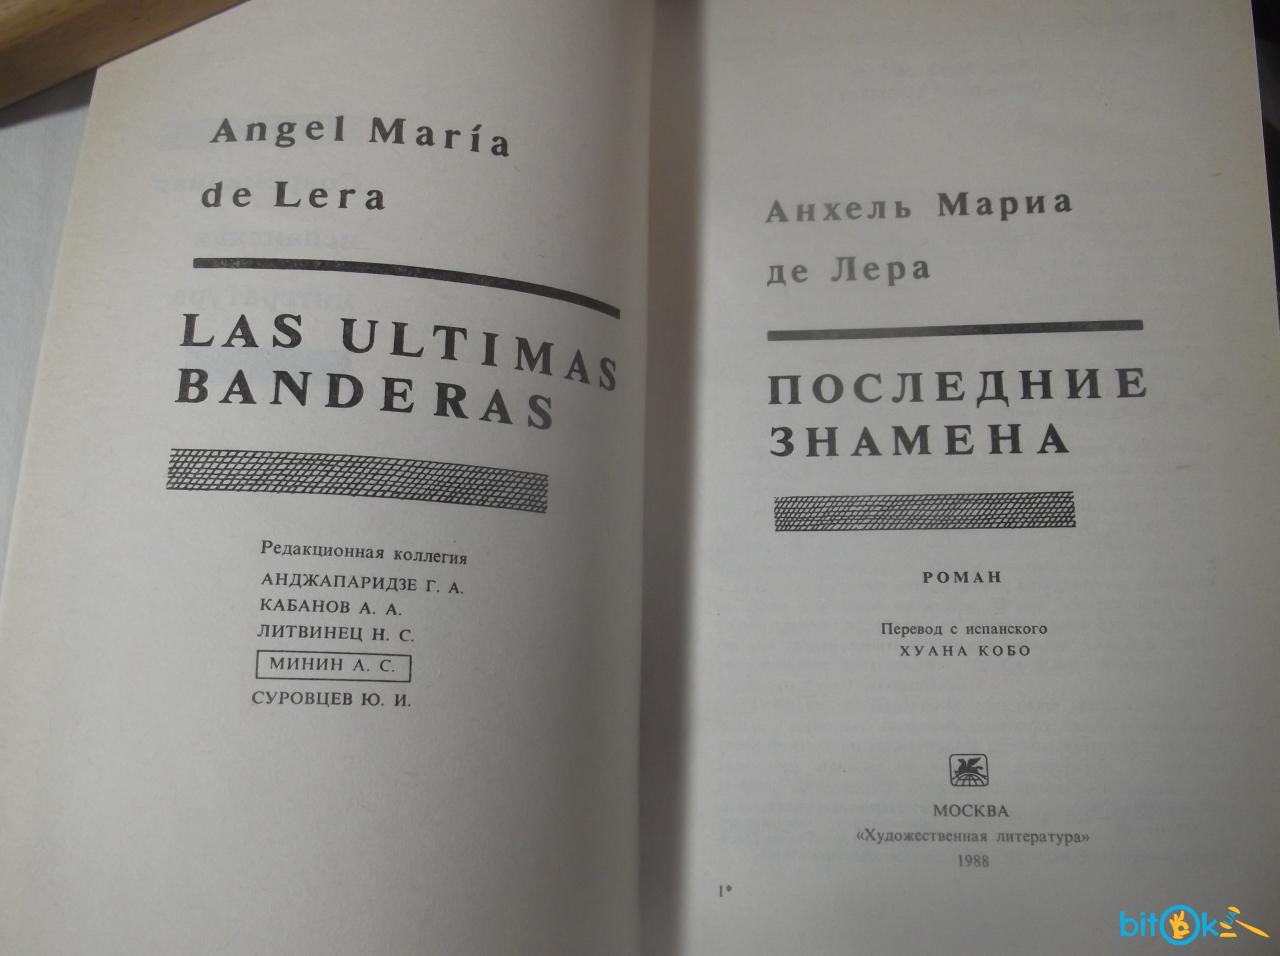 Angel María
de Lera
LAS ULTIMAS
BANDERAS
Редакционная коллегия
АНДЖАПАРИДЗЕ Г. А.
КАБАНОВ А. А.
ЛИТВИНЕЦ Н. С.
МИНИН А. С.
СУРОВЦЕВ Ю. И.
Анхель Мариа
де Лера
ПОСЛЕДНИЕ
ЗНАМЕНА
РОМАН
Перевод с испанского
ХУАНА КОБО
МОСКВА
«Художественная литература»
1988
1*
bitok.ua